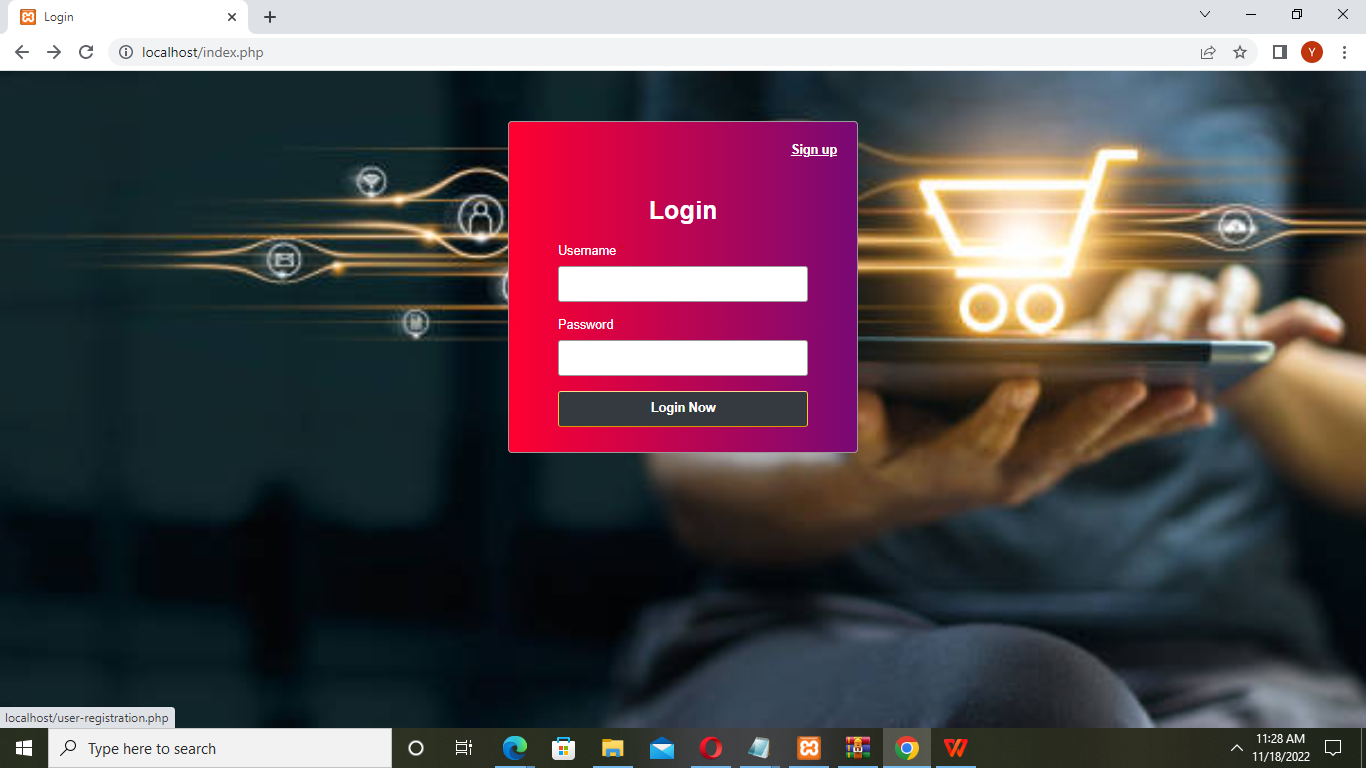 Login
localhost/index.php
Y
Sign up
Login
Username
Password
Login Now
localhost/user-registration.php
Type here to search
11:28 AM
11/18/2022